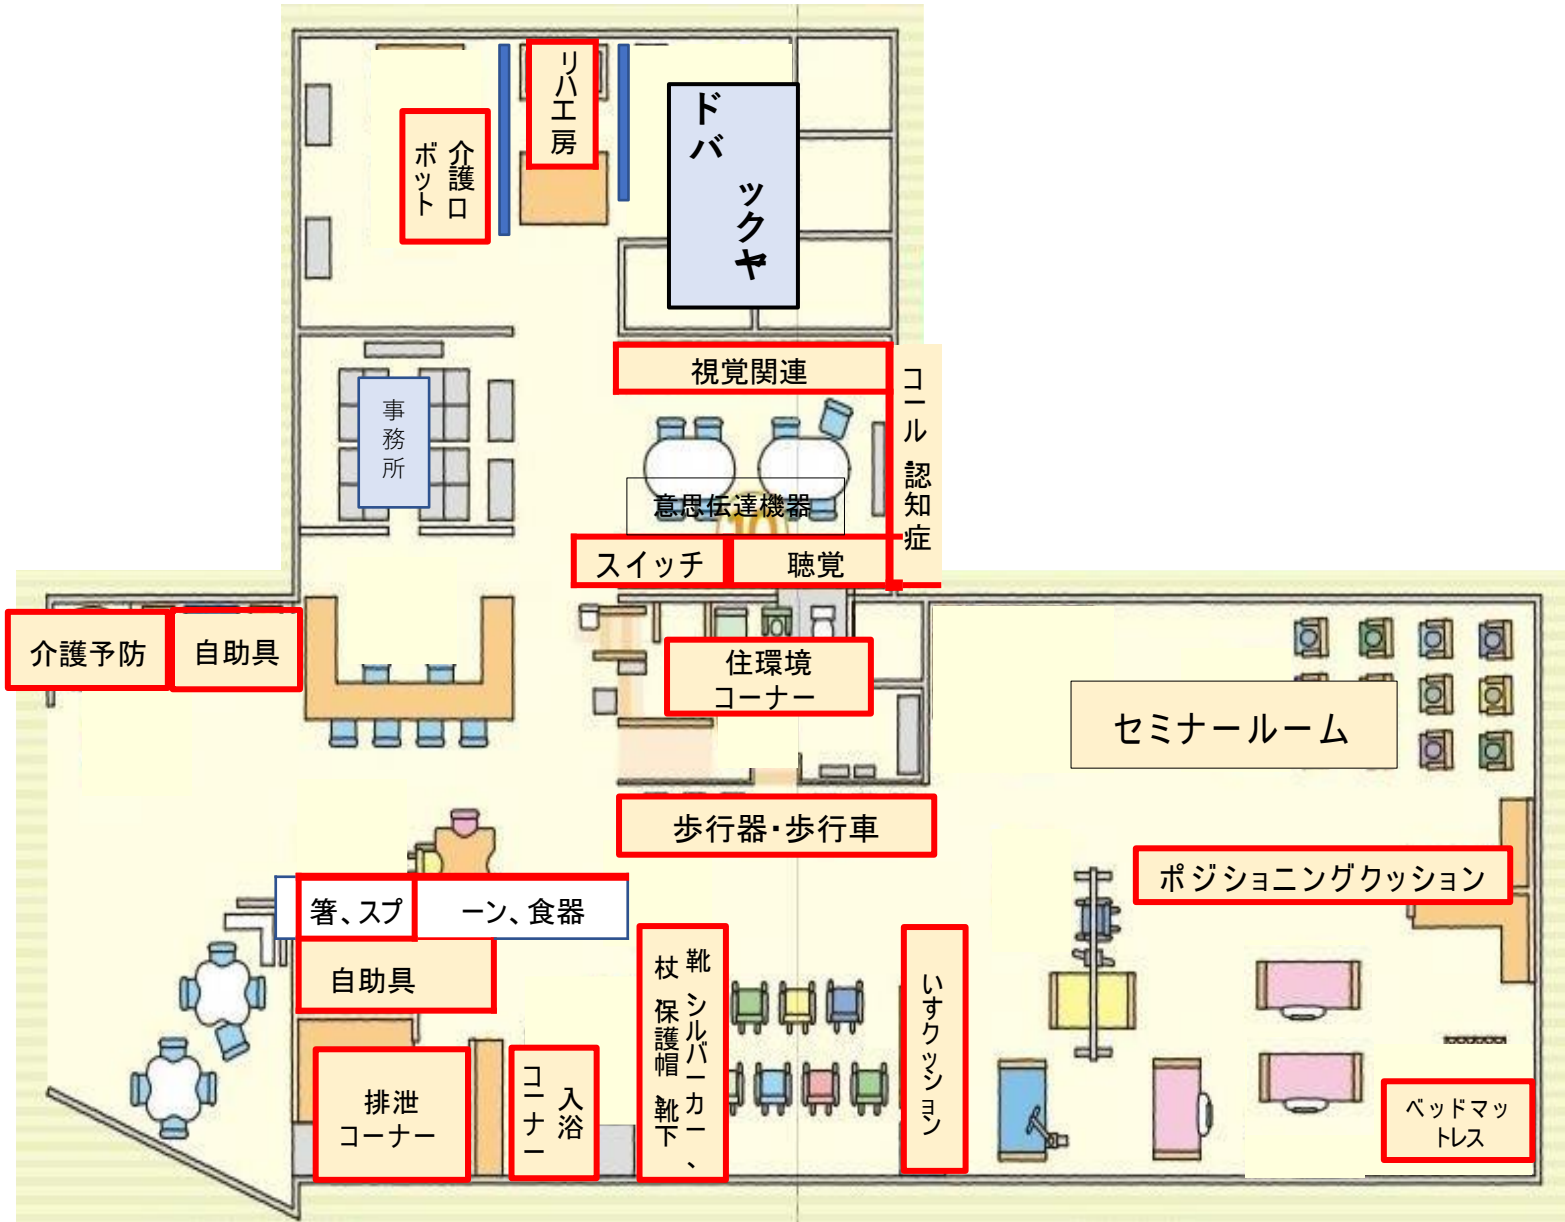 リハ工房
介護ロ
ボット
ドバ
ックヤ
視覚関連
コール 認知症
事務所
意思伝達機器
10
スイッチ
聴覚
介護予防
自助具
住環境
コーナー
セミナールーム
歩行器・歩行車
ポジショニングクッション
箸、スプ
ーン、食器
自助具
靴 シルバーカー、
杖、保護帽、靴下
いすクッション
排泄
コーナー
入浴
コーナー
ベッドマッ
トレス